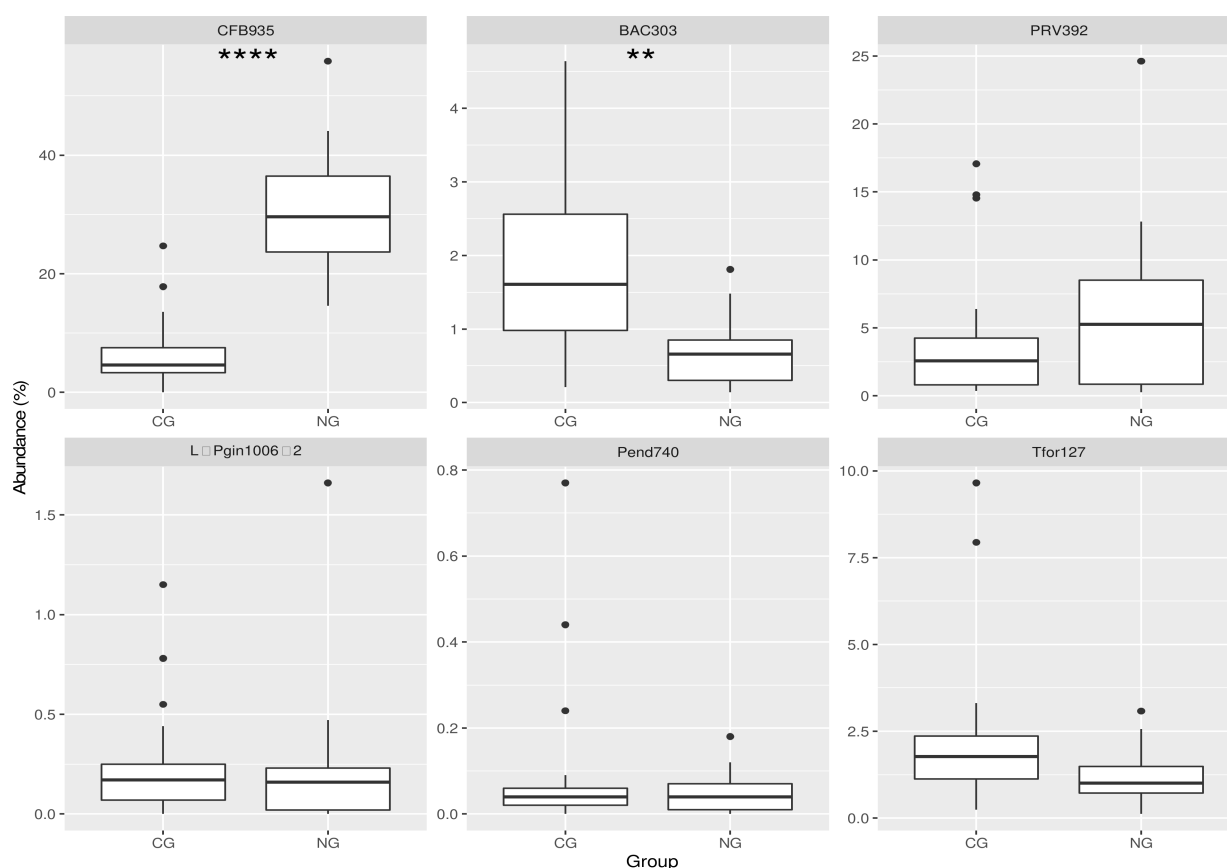 CFB935
BAC303
PRV392
****
**
0
20
40
0
1
2
3
4
0
5
10
15
20
25
CG
NG
CG
NG
CG
NG
Abundance (%)
L□Pgin1006□2
Pend740
Tfor127
0.0
0.5
1.0
1.5
0.0
0.2
0.4
0.6
0.8
0.0
2.5
5.0
7.5
10.0
CG
NG
CG
NG
CG
NG
Group